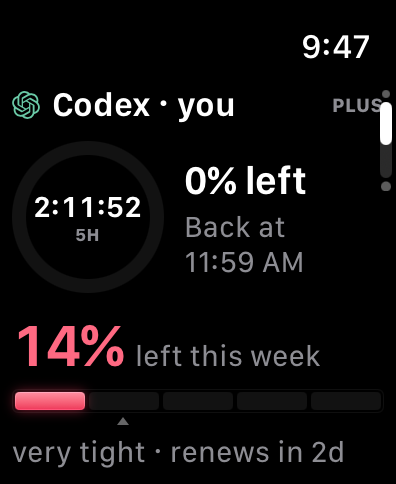 9:47
Codex · you PLUS
2:11:52
5H
0% left
Back at
11:59 AM
14% left this week
very tight · renews in 2d